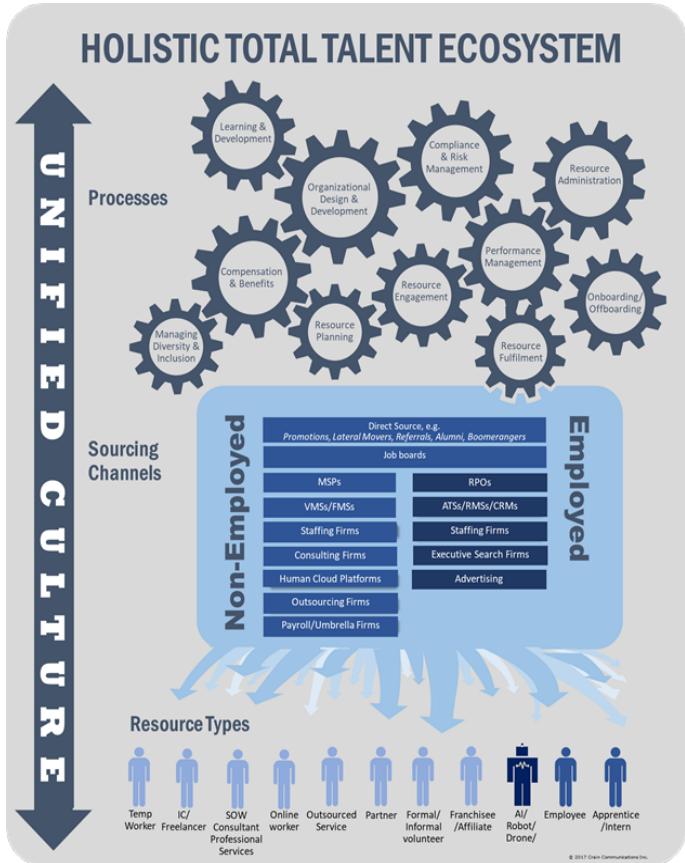 HOLISTIC TOTAL TALENT ECOSYSTEM
UNIFIED CULTURE
Processes
Learning &
Development
Organizational
Design &
Development
Compliance
& Risk
Management
Resource
Administration
Compensation
& Benefits
Resource
Engagement
Performance
Management
Onboarding/
Offboarding
Managing
Diversity &
Inclusion
Resource
Planning
Resource
Fulfilment
Sourcing
Channels
Non-Employed
Employed
Direct Source, e.g.
Promotions, Lateral Movers, Referrals, Alumni, Boomerangers
Job boards
MSPs
VMSs/FMSs
Staffing Firms
Consulting Firms
Human Cloud Platforms
Outsourcing Firms
Payroll/Umbrella Firms
RPOs
ATSs/RMSs/CRMs
Staffing Firms
Executive Search Firms
Advertising
Resource Types
Temp
Worker
IC/
Freelancer
SOW
Consultant
Professional
Services
Online
worker
Outsourced
Service
Partner
Formal/
Informal
volunteer
Franchisee
/Affiliate
AI/
Robot/
Drone/
Employee
Apprentice
/Intern
© 2017 Crain Communications Inc.